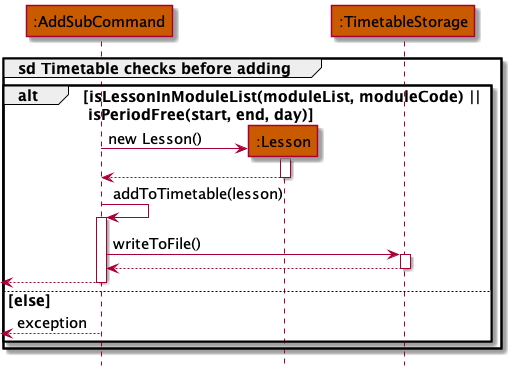 :AddSubCommand
:TimetableStorage
sd Timetable checks before adding
alt
[isLessonInModuleList(moduleList, moduleCode) ||
isPeriodFree(start, end, day)]
new Lesson()
:Lesson
addToTimetable(lesson)
writeToFile()
[else]
exception